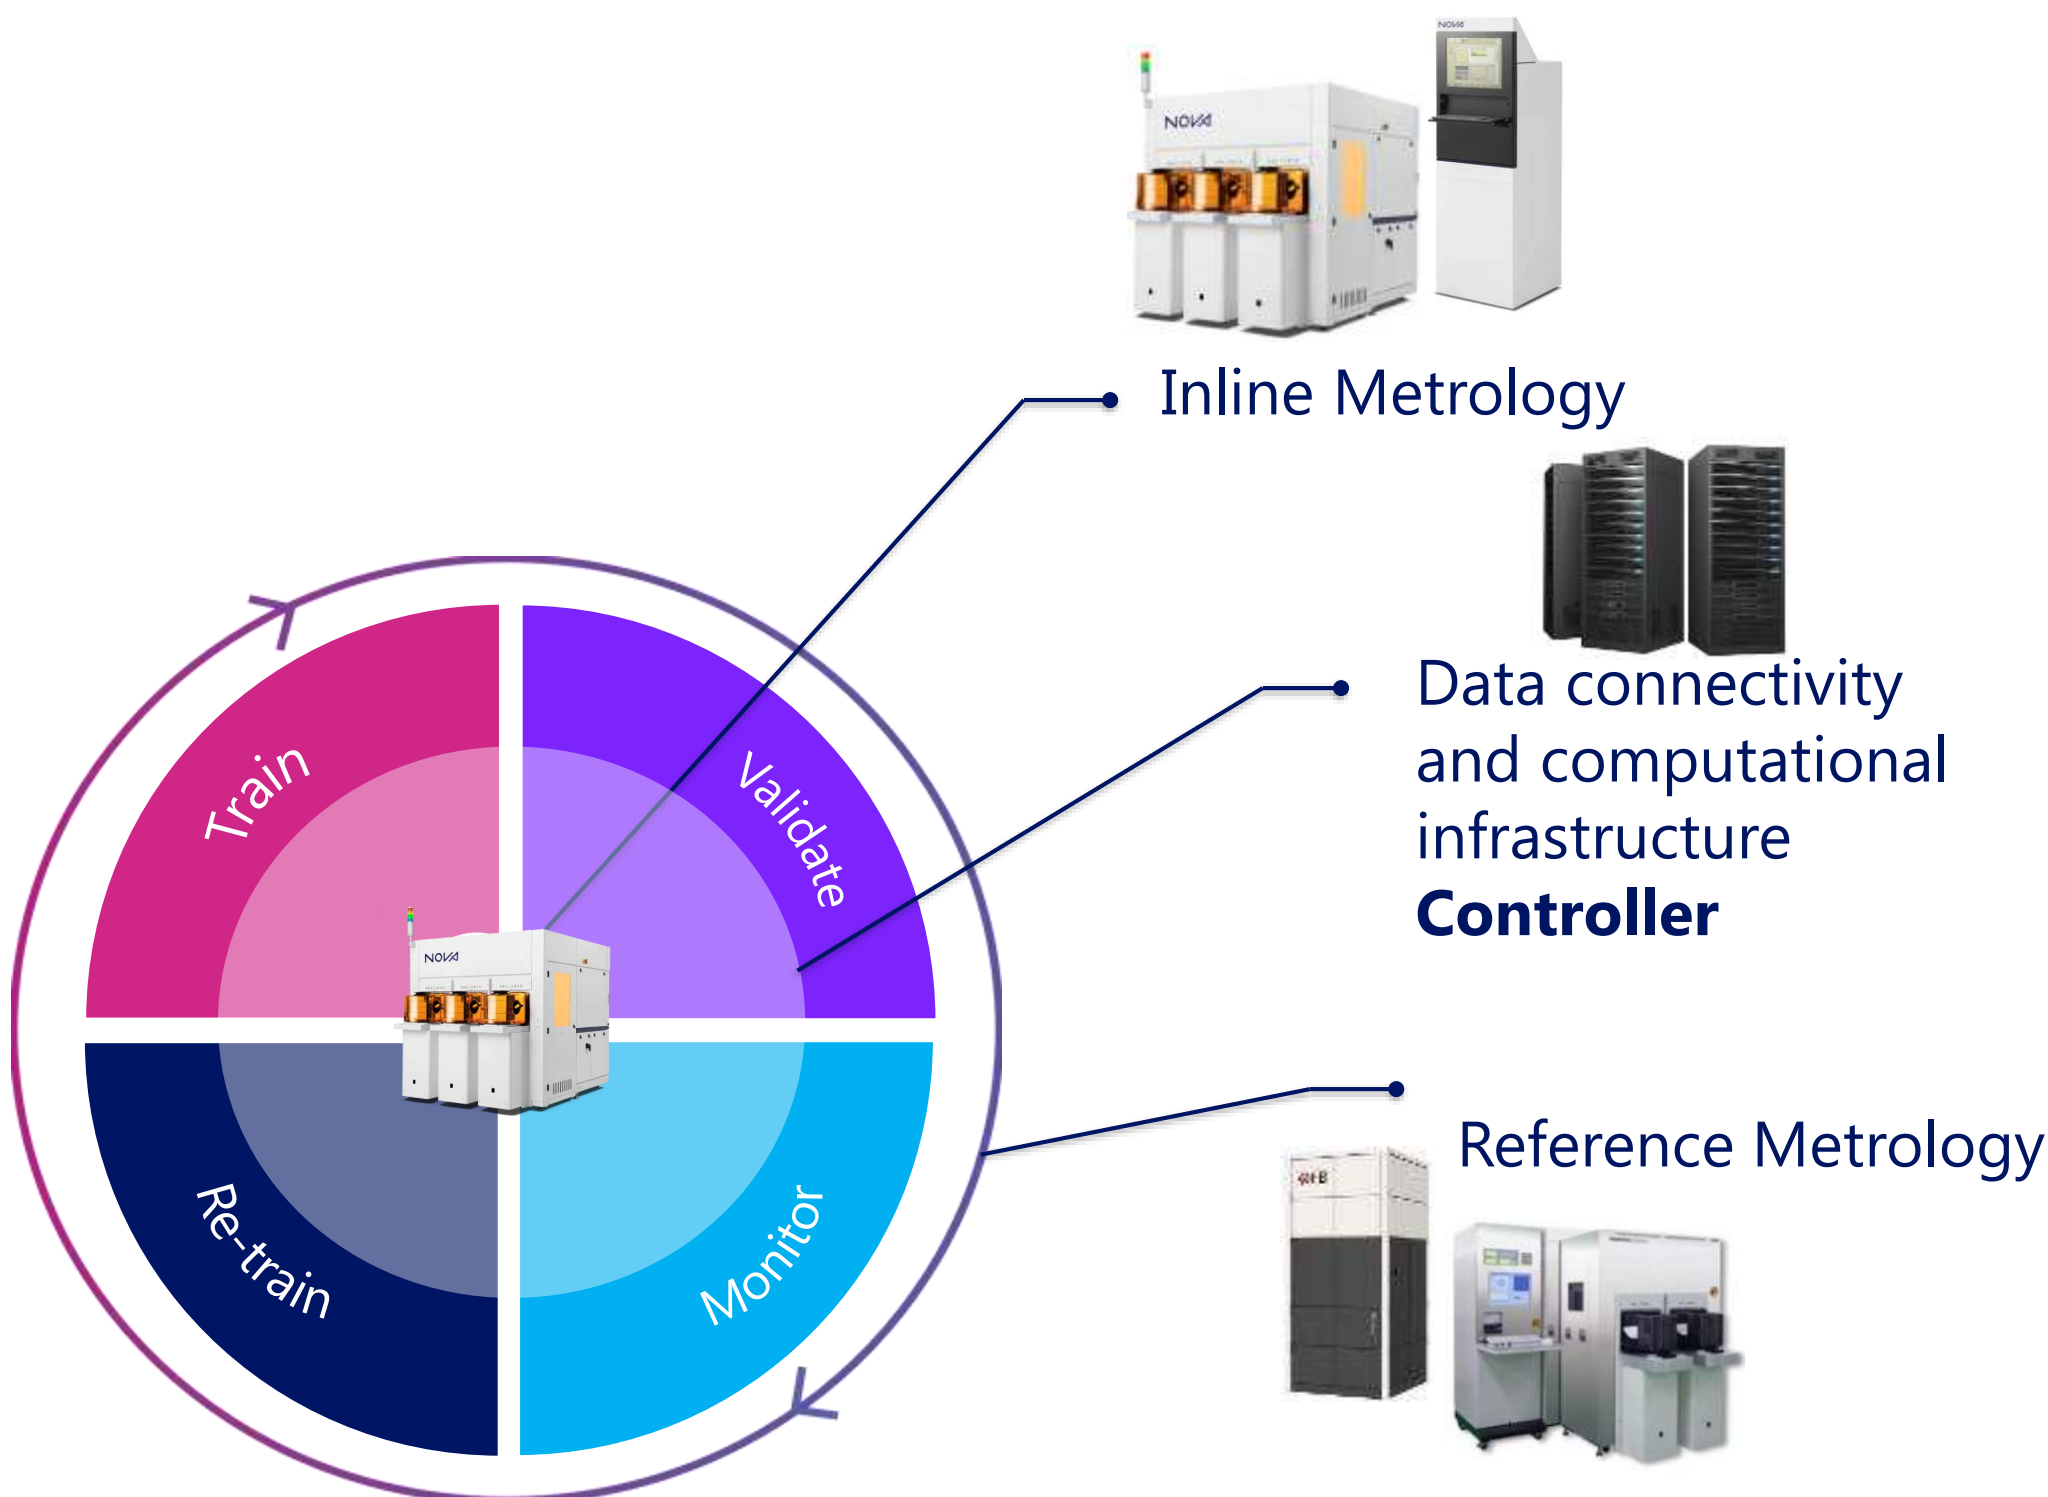 NOVA
NOVA
Inline Metrology
Data connectivity
and computational
infrastructure
Controller
Train
Validate
NOVA
Re-train
Monitor
Reference Metrology